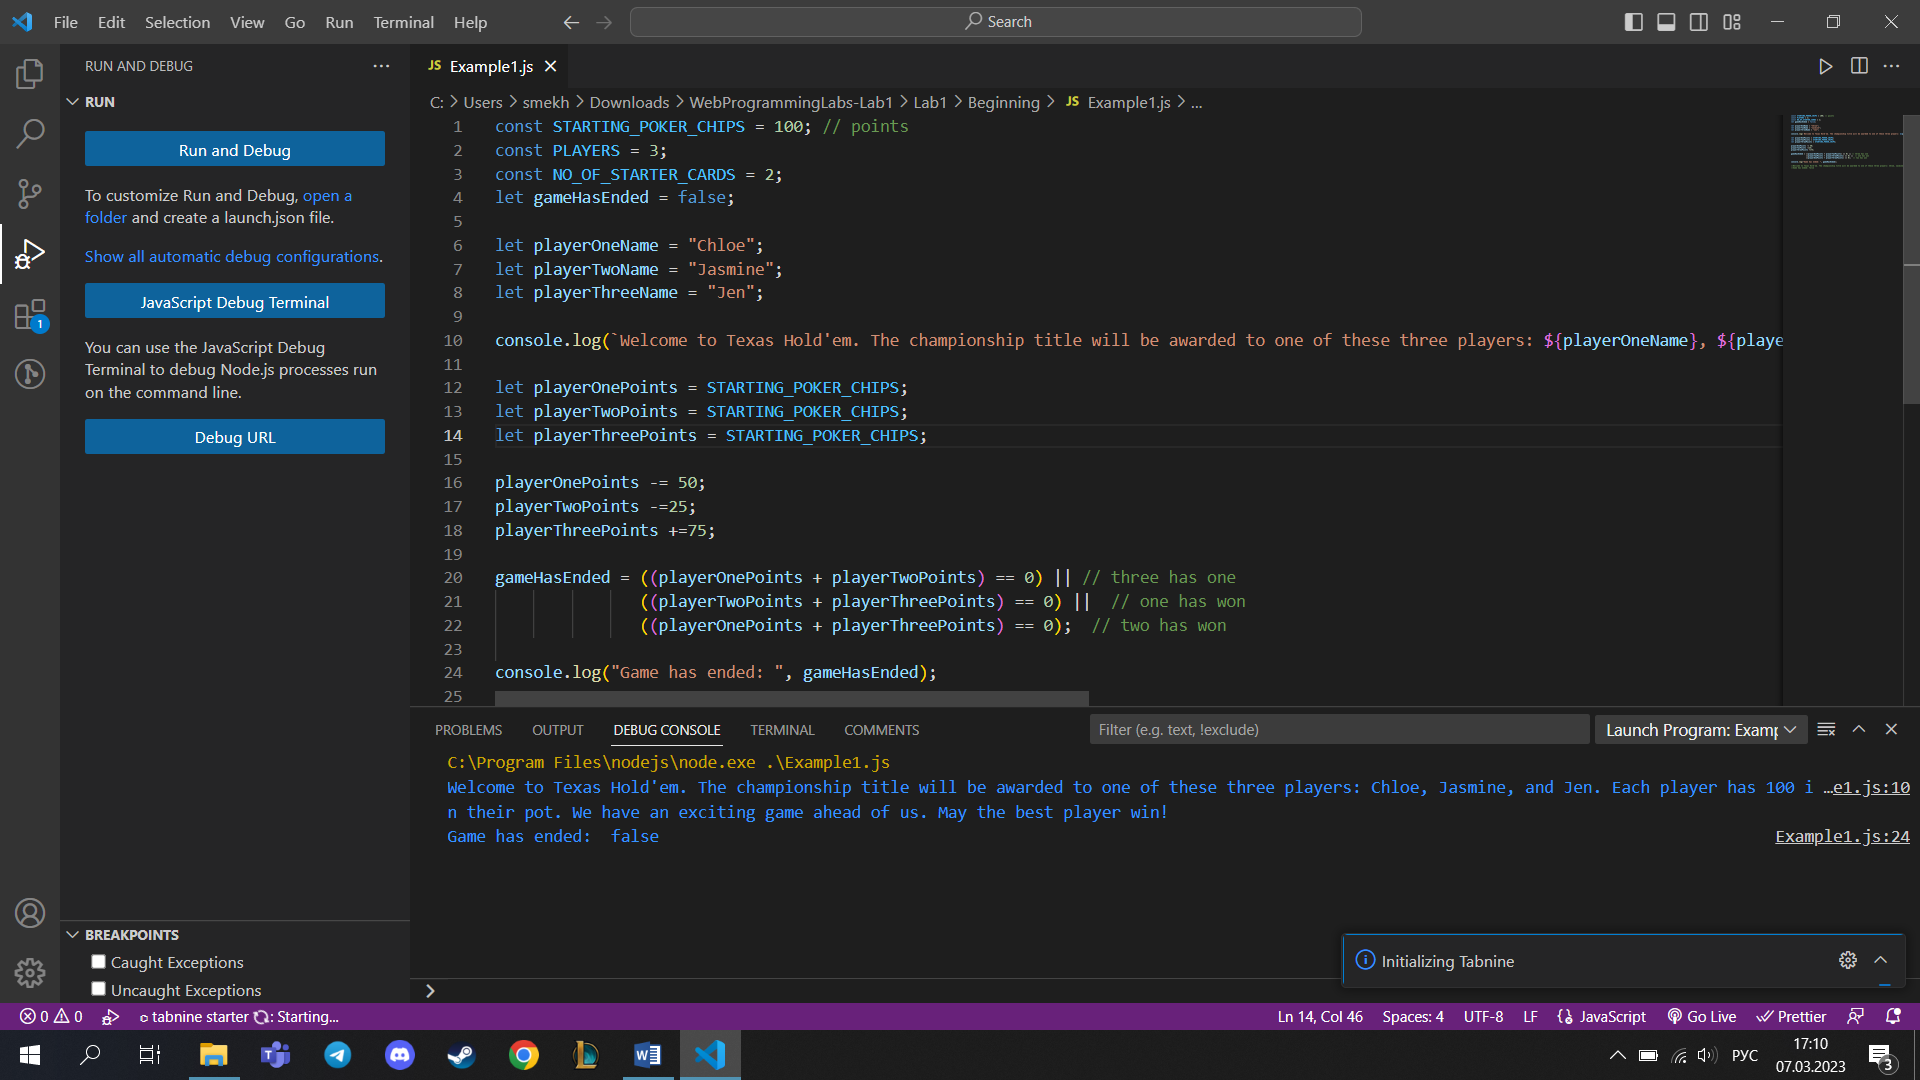 File Edit Selection View Go Run Terminal Help
Search
RUN AND DEBUG
RUN
Run and Debug
To customize Run and Debug, open a
folder and create a launch.json file.
Show all automatic debug configurations.
JavaScript Debug Terminal
You can use the JavaScript Debug
Terminal to debug Node.js processes run
on the command line.
Debug URL
BREAKPOINTS
Caught Exceptions
Uncaught Exceptions
1
JS Example1.js
C: > Users > smekh > Downloads > WebProgrammingLabs-Lab1 > Lab1 > Beginning > JS Example1.js > ...
1 const STARTING_POKER_CHIPS = 100; // points
2 const PLAYERS = 3;
3 const NO_OF_STARTER_CARDS = 2;
4 let gameHasEnded = false;
5
6 let playerOneName = "Chloe";
7 let playerTwoName = "Jasmine";
8 let playerThreeName = "Jen";
9
10 console.log(`Welcome to Texas Hold'em. The championship title will be awarded to one of these three players: ${playerOneName}, ${playe
11
12 let playerOnePoints = STARTING_POKER_CHIPS;
13 let playerTwoPoints = STARTING_POKER_CHIPS;
14 let playerThreePoints = STARTING_POKER_CHIPS;
15
16 playerOnePoints -= 50;
17 playerTwoPoints -=25;
18 playerThreePoints +=75;
19
20 gameHasEnded = ((playerOnePoints + playerTwoPoints) == 0) || // three has one
21 ((playerTwoPoints + playerThreePoints) == 0) || // one has won
22 ((playerOnePoints + playerThreePoints) == 0); // two has won
23
24 console.log("Game has ended: ", gameHasEnded);
25
PROBLEMS OUTPUT DEBUG CONSOLE TERMINAL COMMENTS Filter (e.g. text, !exclude) Launch Program: Examp
C:\Program Files\nodejs\node.exe .\Example1.js
Welcome to Texas Hold'em. The championship title will be awarded to one of these three players: Chloe, Jasmine, and Jen. Each player has 100 i …e1.js:10
n their pot. We have an exciting game ahead of us. May the best player win!
Game has ended:  false Example1.js:24
Initializing Tabnine
0 0 tabnine starter : Starting... Ln 14, Col 46 Spaces: 4 UTF-8 LF JavaScript Go Live Prettier
РУС
17:10
07.03.2023
3